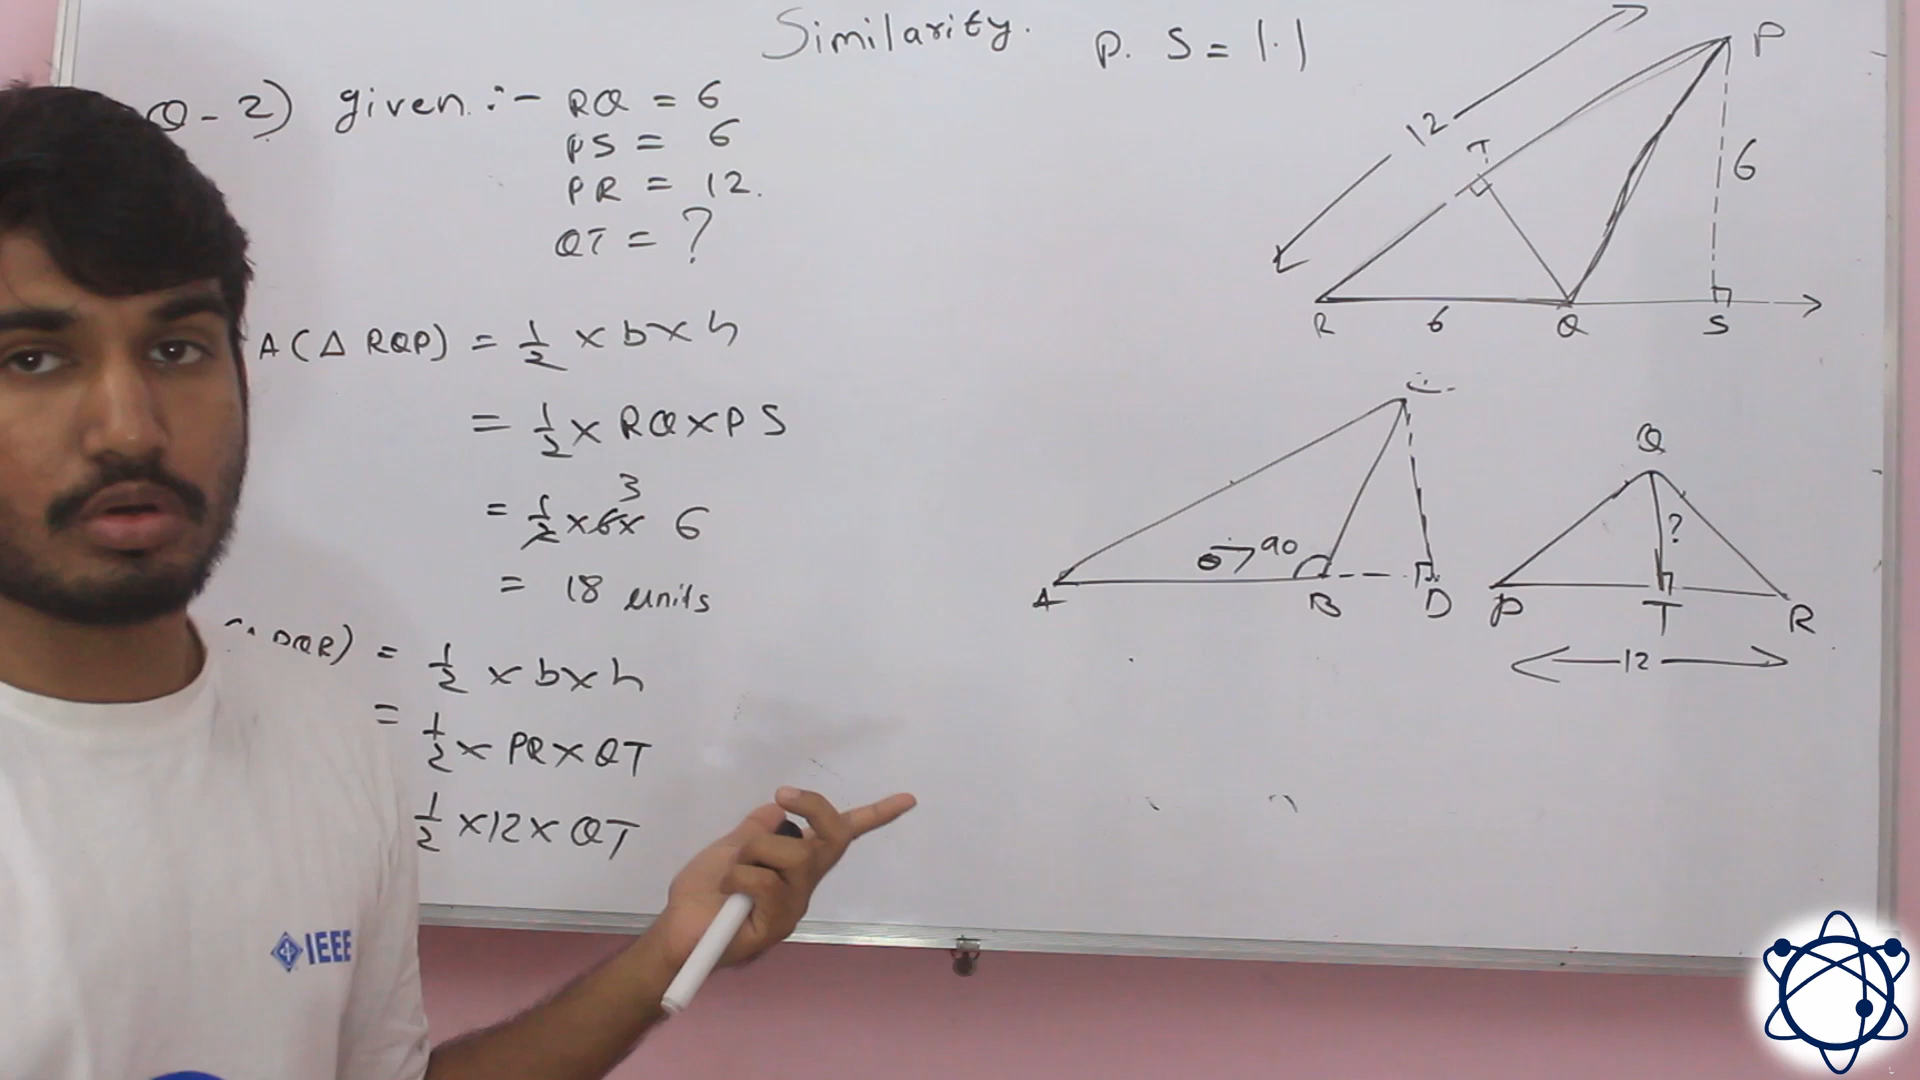 Similarity.
P. S = 1.1
Q-2) given :- RQ = 6
PS = 6
PR = 12.
QT = ?
A(Δ RQP) = 1/2 × b × h
= 1/2 × RQ × PS
= 1/2 × 6 × 6
3
= 18 units
PQR) = 1/2 × b × h
= 1/2 × PR × QT
1/2 × 12 × QT
P
12
T
6
R
6
Q
S
θ > 90
A
B
D
Q
?
P
T
R
12
IEEE